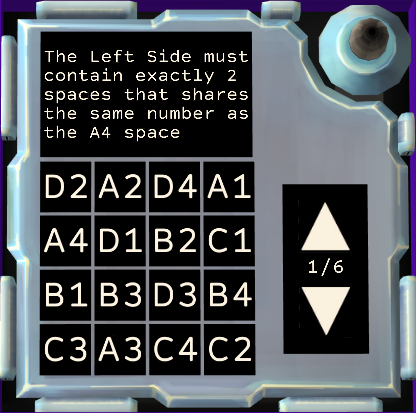 The Left Side must
contain exactly 2
spaces that shares
the same number as
the A4 space
D2 A2 D4 A1
A4 D1 B2 C1
1/6
B1 B3 D3 B4
C3 A3 C4 C2